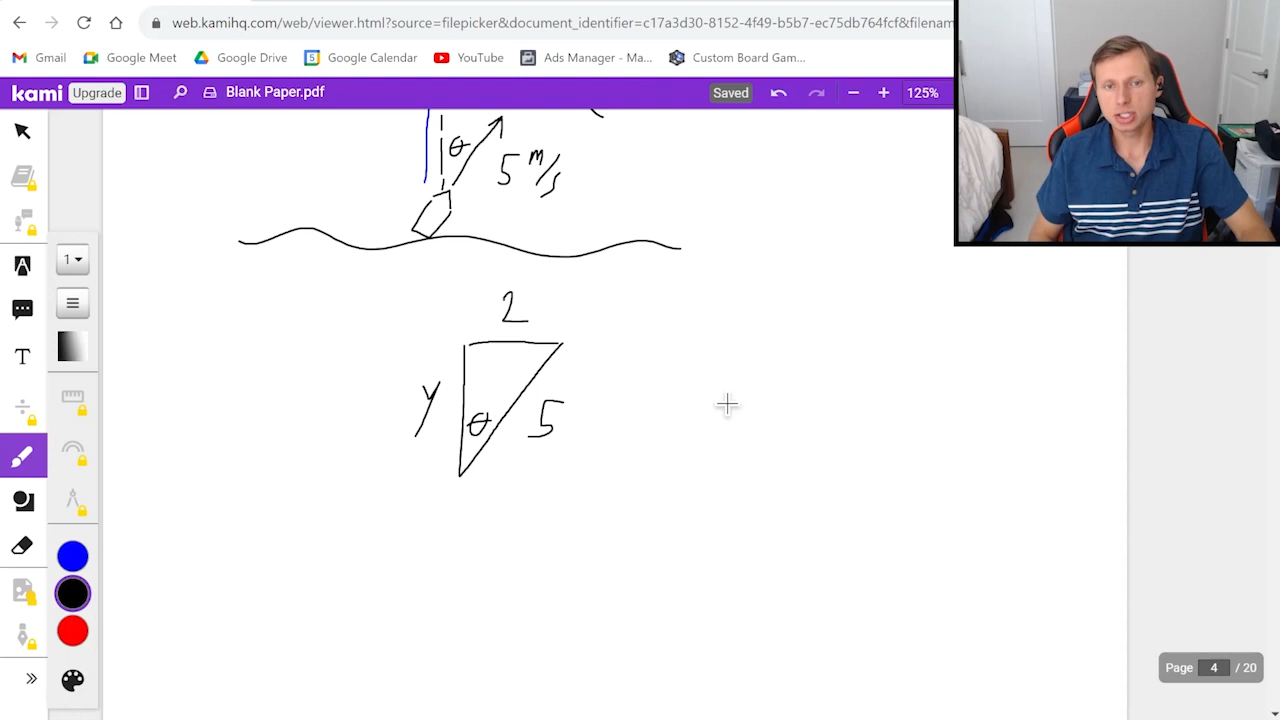 web.kamihq.com/web/viewer.html?source=filepicker&document_identifier=c17a3d30-8152-4f49-b5b7-ec75db764fcf&filenam
Gmail Google Meet Google Drive 5 Google Calendar YouTube Ads Manager - Ma... Custom Board Gam...
kami Upgrade Blank Paper.pdf Saved 125%
θ
5 m/s
1
T
2
y
θ 5
Page 4 / 20